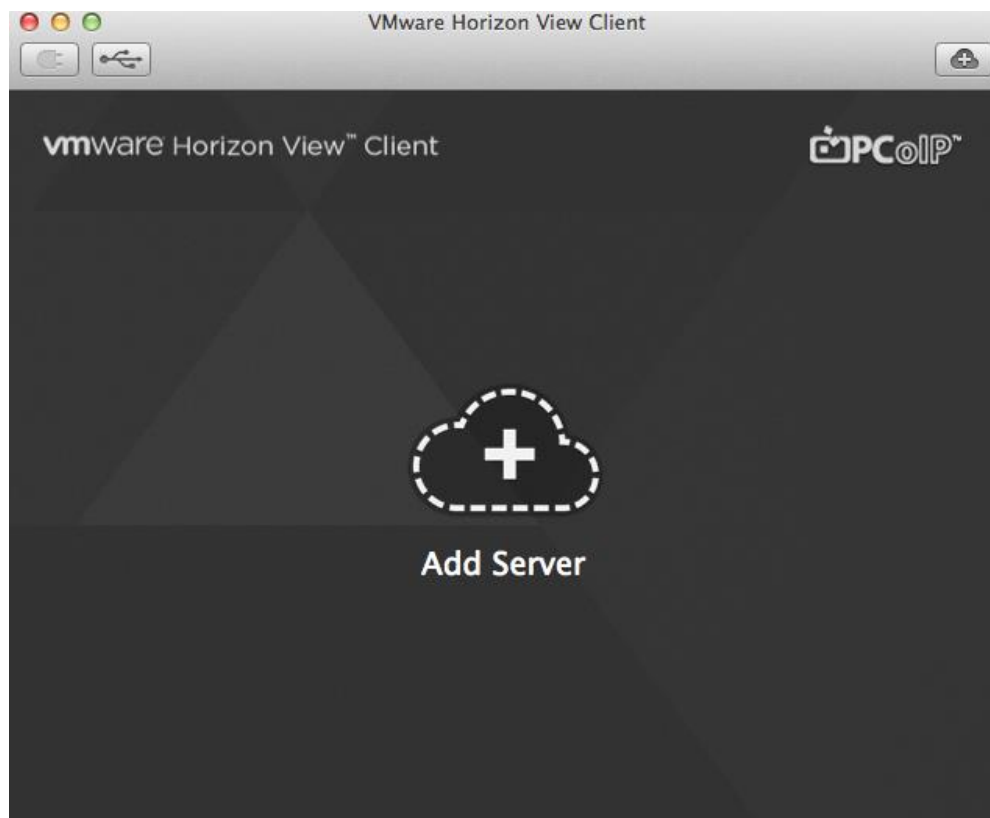 VMware Horizon View Client
vmware Horizon View™ Client
PCoIP™
Add Server